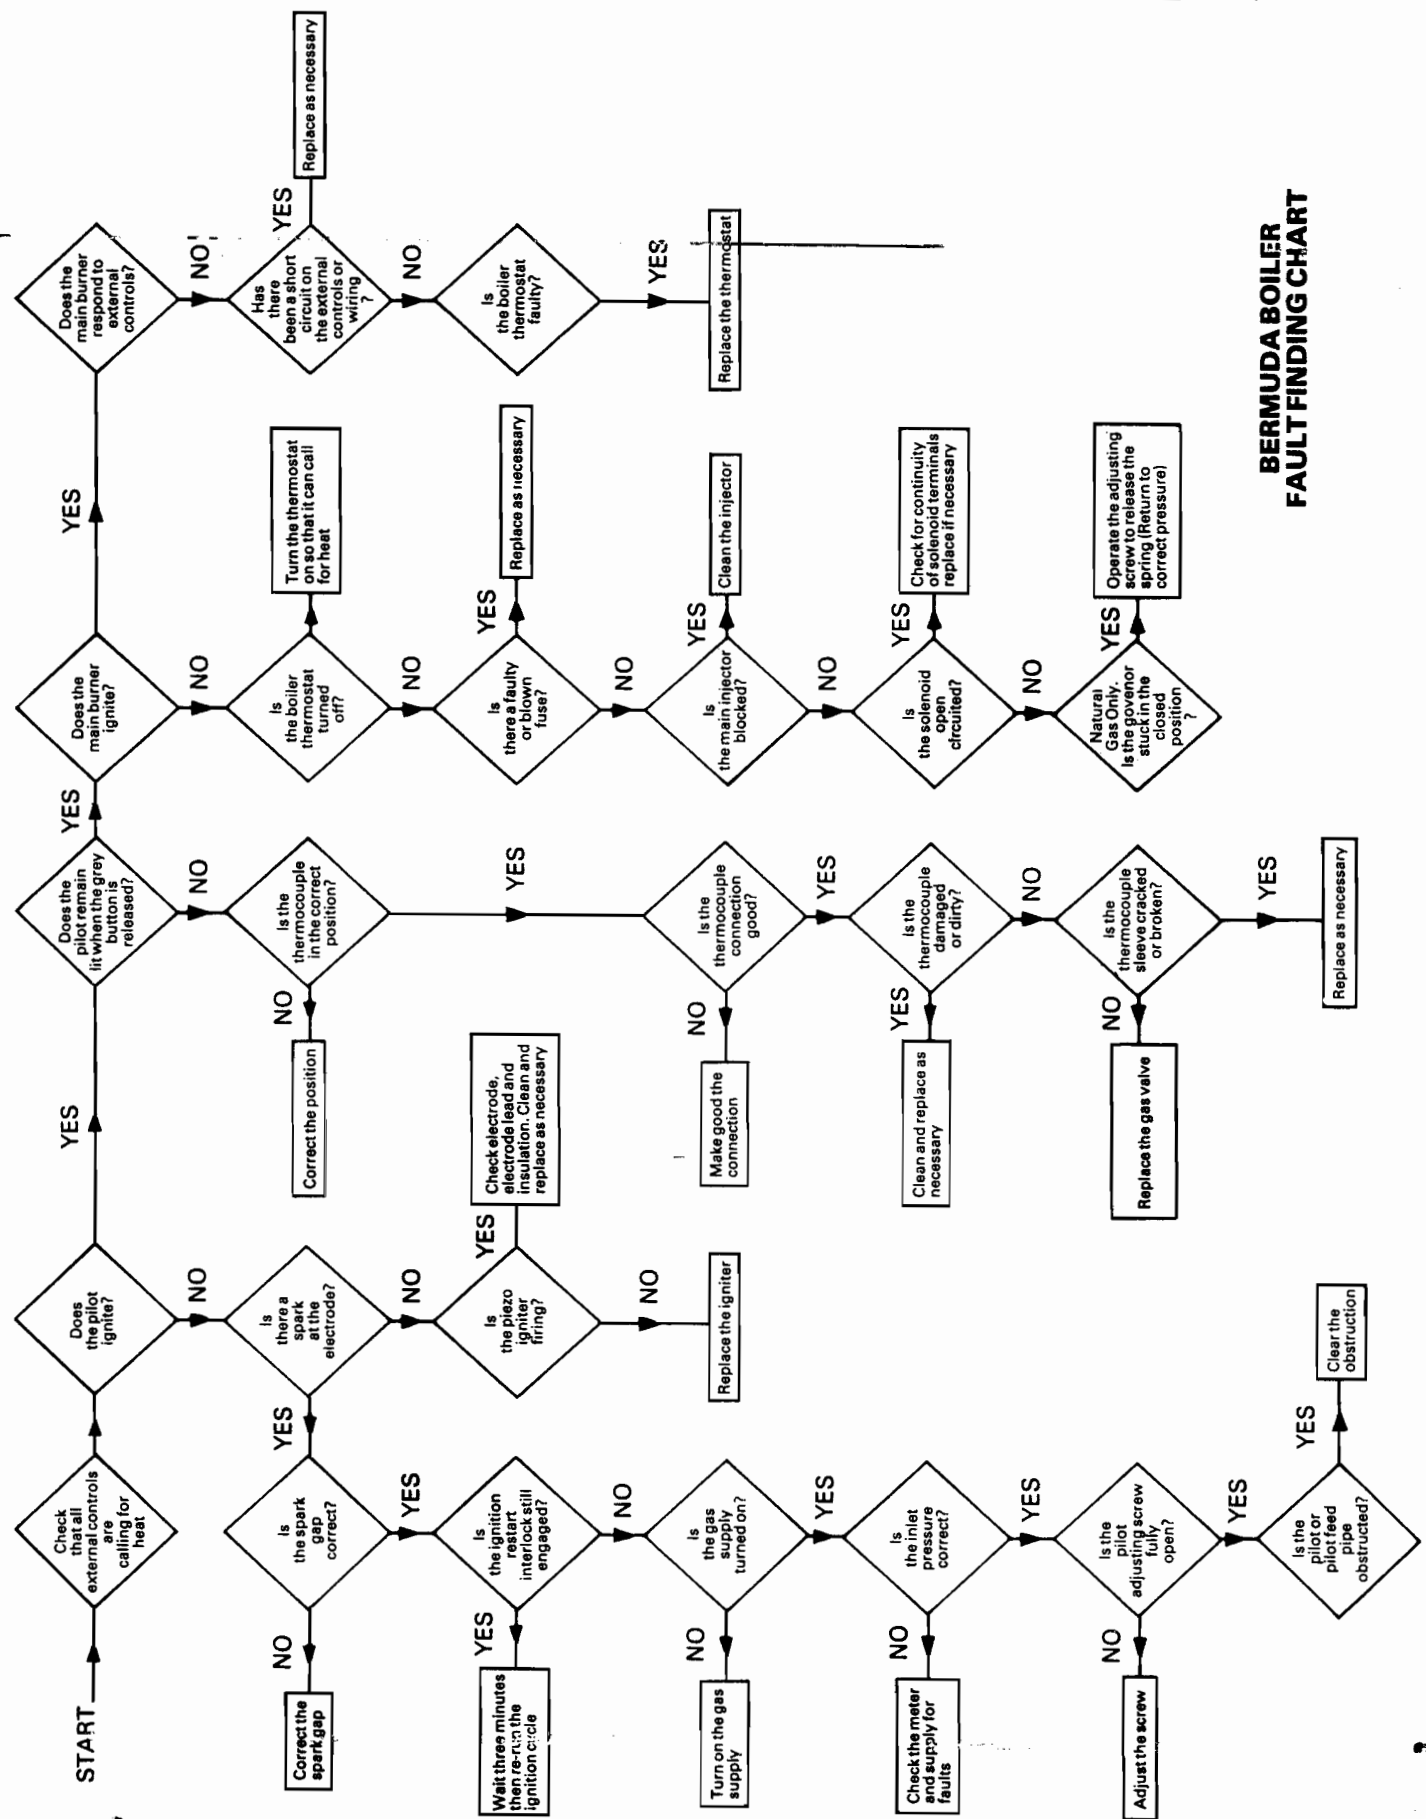 START
Check
that all
external controls
are
calling for
heat
Does
the pilot
ignite?
YES
Does the
pilot remain
lit when the grey
button is
released?
YES
Does the
main burner
ignite?
YES
Does the
main burner
respond to
external
controls?
NO
Is
there a
spark
at the
electrode?
YES
Is
the spark
gap
correct?
NO
Correct the
spark gap
YES
Is
the ignition
restart
interlock still
engaged?
YES
Wait three minutes
then re-run the
ignition circle
NO
Is
the gas
supply
turned on?
NO
Turn on the gas
supply
YES
Is
the inlet
pressure
correct?
NO
Check the meter
and supply for
faults
YES
Is the
pilot
adjusting screw
fully
open?
NO
Adjust the screw
YES
Is the
pilot or
pilot feed
pipe
obstructed?
YES
Clear the
obstruction
NO
Is
the piezo
igniter
firing?
YES
Check electrode,
electrode lead and
insulation. Clean and
replace as necessary
NO
Replace the igniter
NO
Is the
thermocouple
in the correct
position?
NO
Correct the position
YES
Is the
thermocouple
connection
good?
NO
Make good the
connection
YES
Is the
thermocouple
damaged
or dirty?
YES
Clean and replace as
necessary
NO
Is the
thermocouple
sleeve cracked
or broken?
NO
Replace the gas valve
YES
Replace as necessary
NO
Is
the boiler
thermostat
turned
off?
Turn the thermostat
on so that it can call
for heat
NO
Is
there a faulty
or blown
fuse?
YES
Replace as necessary
NO
Is
the main injector
blocked?
YES
Clean the injector
NO
Is
the solenoid
open
circuited?
YES
Check for continuity
of solenoid terminals
replace if necessary
NO
Natural
Gas Only.
Is the govenor
stuck in the
closed
position
?
YES
Operate the adjusting
screw to release the
spring (Return to
correct pressure)
NO
Has
there
been a short
circuit on
the external
controls or
wiring
?
YES
Replace as necessary
NO
Is
the boiler
thermostat
faulty?
YES
Replace the thermostat
BERMUDA BOILER
FAULT FINDING CHART